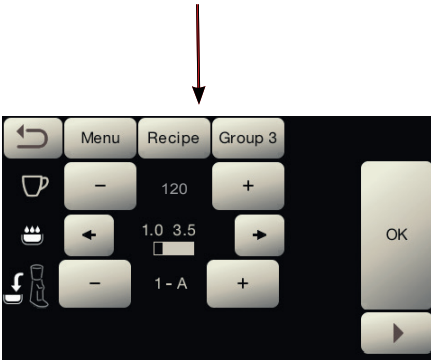 Menu Recipe Group 3
− 120 +
1.0 3.5
OK
− 1 - A +